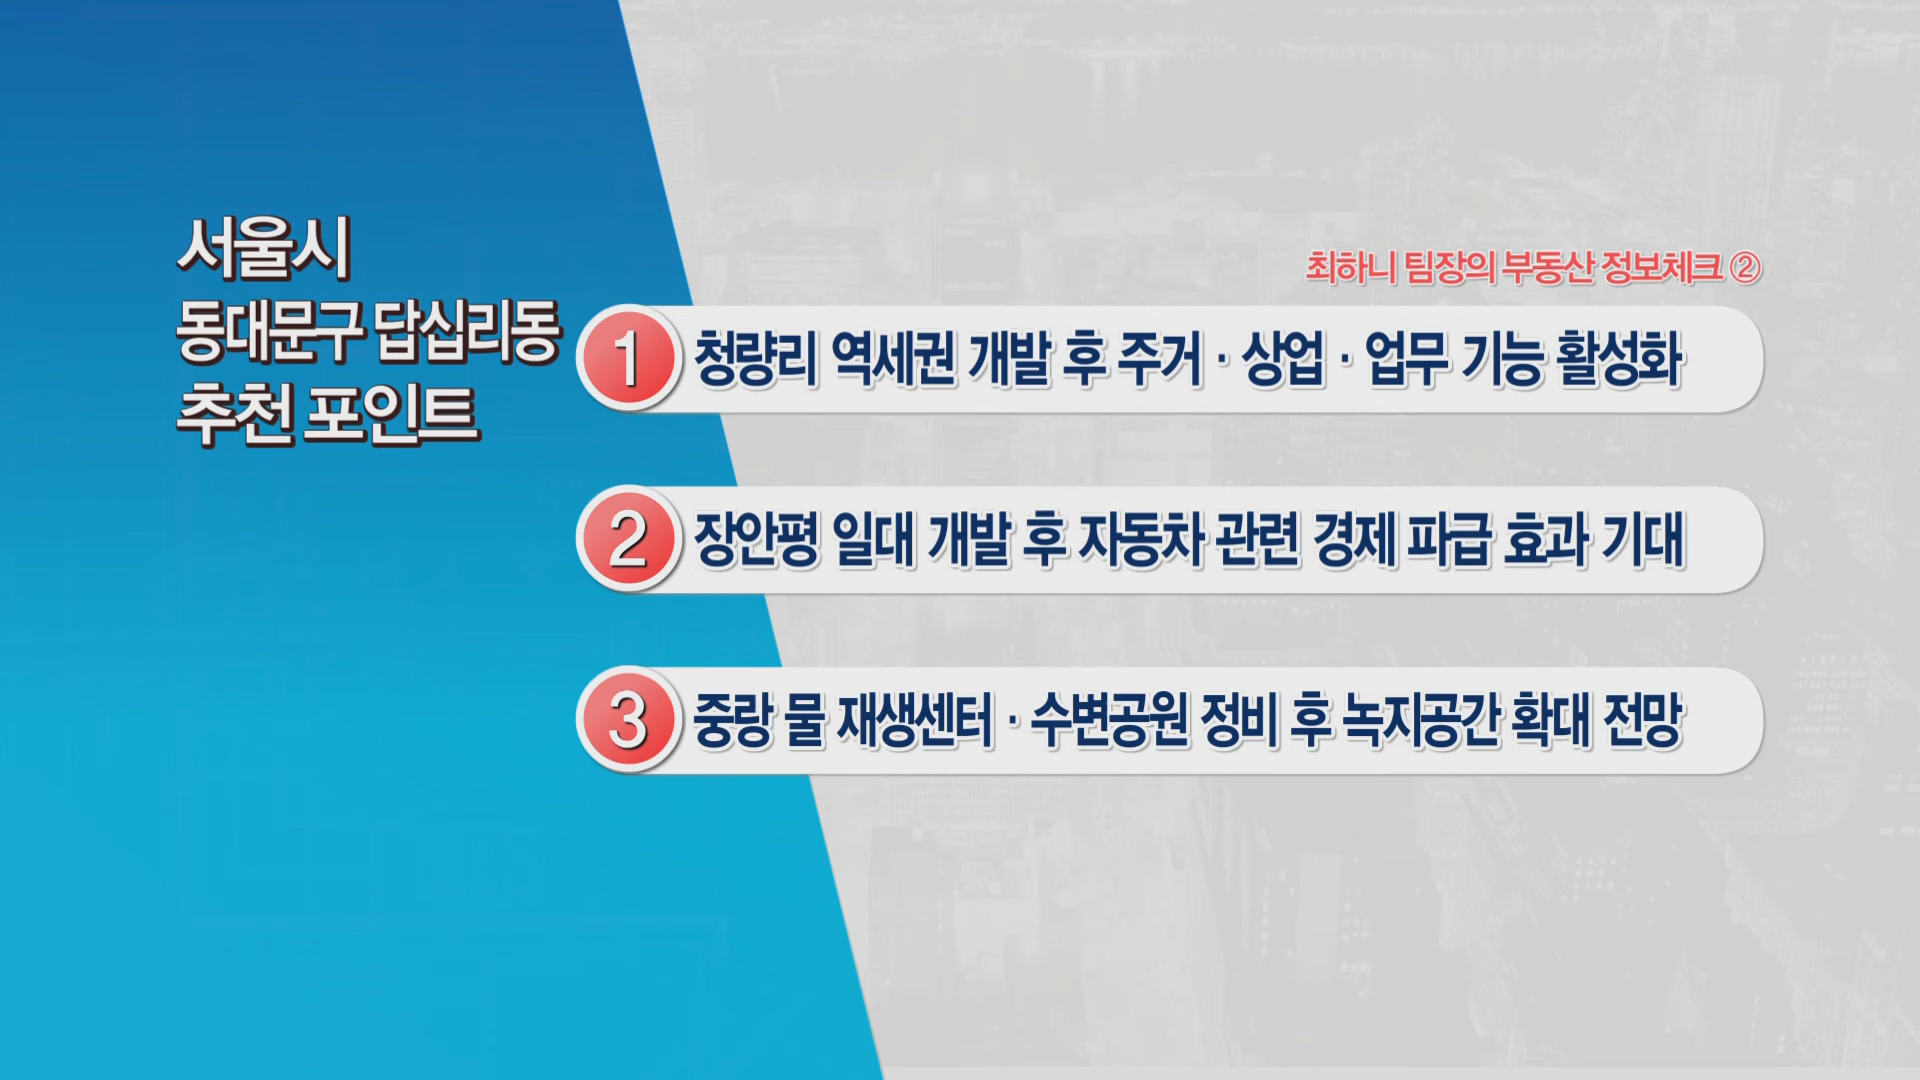 서울시
동대문구 답십리동
추천 포인트
최하니 팀장의 부동산 정보체크 ②
1 청량리 역세권 개발 후 주거 · 상업 · 업무 기능 활성화
2 장안평 일대 개발 후 자동차 관련 경제 파급 효과 기대
3 중랑 물 재생센터 · 수변공원 정비 후 녹지공간 확대 전망